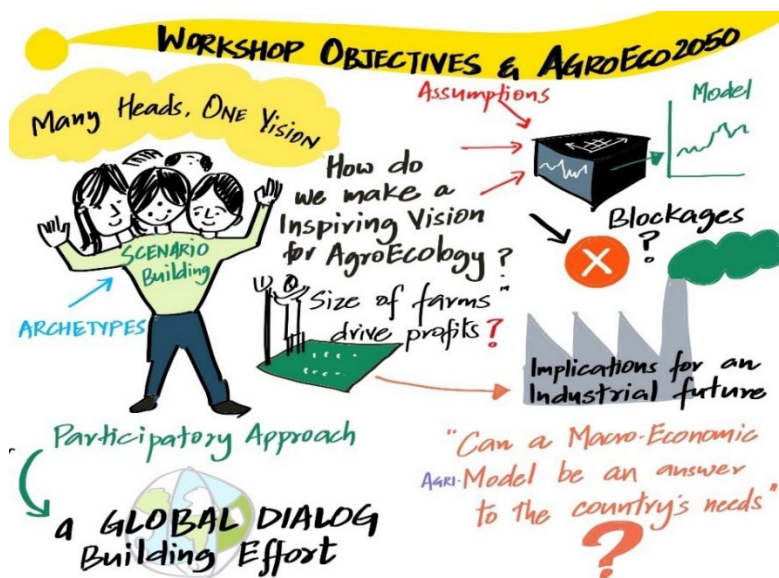 WORKSHOP OBJECTIVES & AGROECO2050
Many Heads, ONE Vision
SCENARIO
Building
ARCHETYPES
Participatory Approach
a GLOBAL DIALOG
Building Effort
How do
we make a
Inspiring Vision
for AgroEcology ?
Size of farms"
drive profits?
Assumptions
Model
Blockages
?
Implications for an
Industrial future
"Can a Macro-Economic
AGRI-Model be an answer
to the country's needs"
?